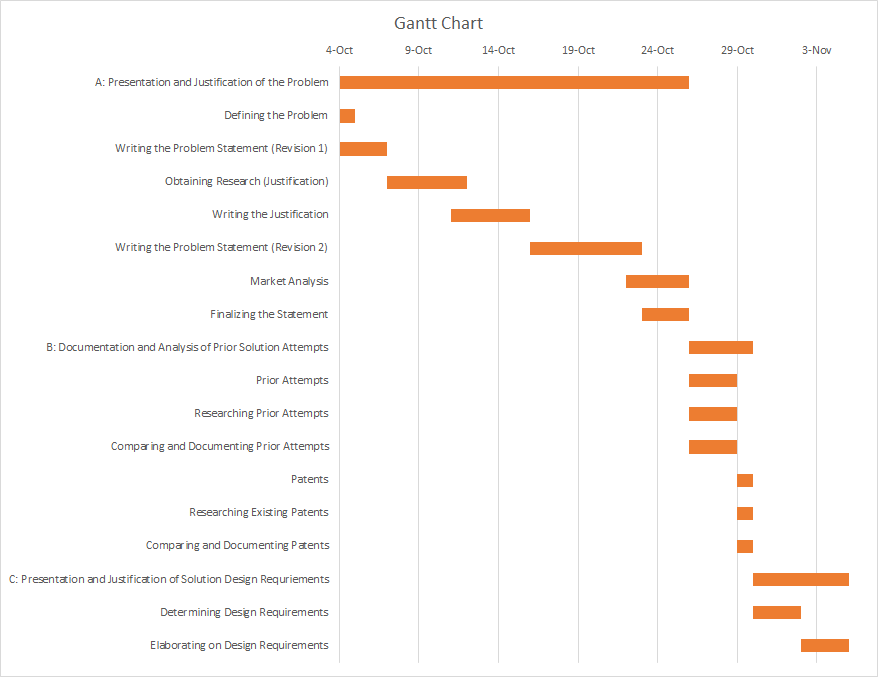 Gantt Chart
4-Oct 9-Oct 14-Oct 19-Oct 24-Oct 29-Oct 3-Nov
A: Presentation and Justification of the Problem
Defining the Problem
Writing the Problem Statement (Revision 1)
Obtaining Research (Justification)
Writing the Justification
Writing the Problem Statement (Revision 2)
Market Analysis
Finalizing the Statement
B: Documentation and Analysis of Prior Solution Attempts
Prior Attempts
Researching Prior Attempts
Comparing and Documenting Prior Attempts
Patents
Researching Existing Patents
Comparing and Documenting Patents
C: Presentation and Justification of Solution Design Requriements
Determining Design Requirements
Elaborating on Design Requirements